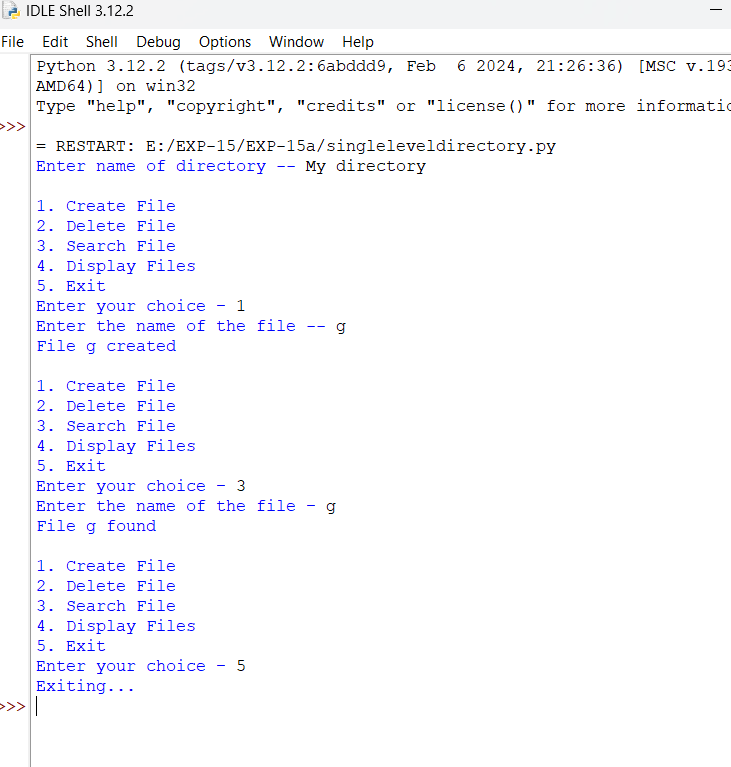 IDLE Shell 3.12.2
File Edit Shell Debug Options Window Help
Python 3.12.2 (tags/v3.12.2:6abddd9, Feb  6 2024, 21:26:36) [MSC v.193
AMD64)] on win32
Type "help", "copyright", "credits" or "license()" for more
>>>
= RESTART: E:/EXP-15/EXP-15a/singleleveldirectory.py
Enter name of directory -- My directory
1. Create File
2. Delete File
3. Search File
4. Display Files
5. Exit
Enter your choice - 1
Enter the name of the file -- g
File g created
1. Create File
2. Delete File
3. Search File
4. Display Files
5. Exit
Enter your choice - 3
Enter the name of the file - g
File g found
1. Create File
2. Delete File
3. Search File
4. Display Files
5. Exit
Enter your choice - 5
Exiting...
>>>